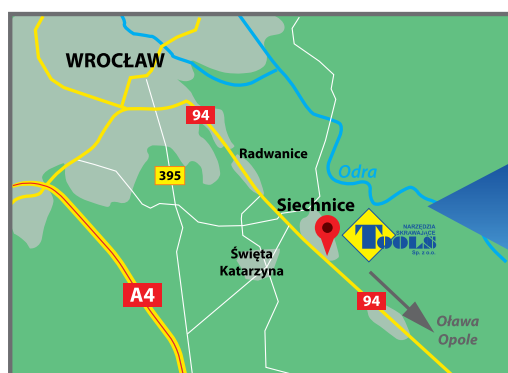 WROCŁAW
94
Radwanice
395
Odra
Siechnice
NARZĘDZIA
SKRAWAJĄCE
TOOLS
Sp. z o.o.
Święta
Katarzyna
A4
94
Oława
Opole